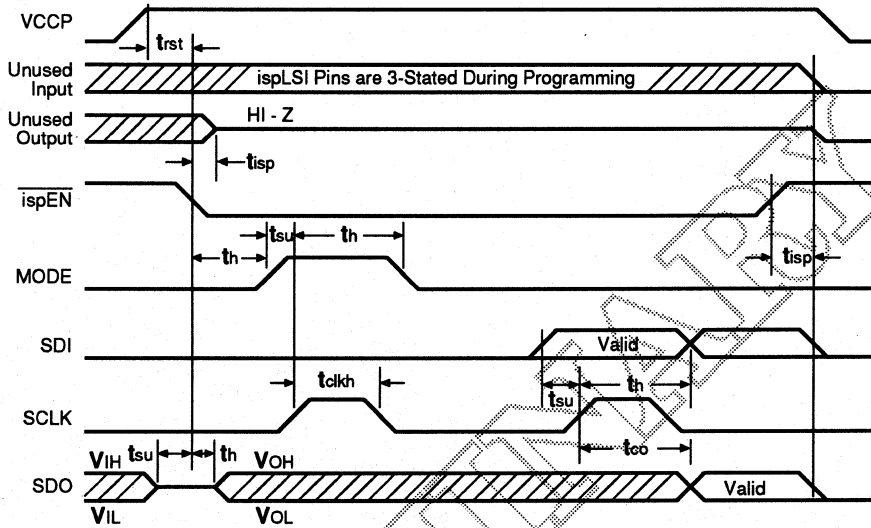 VCCP
trst
Unused
Input
ispLSI Pins are 3-Stated During Programming
Unused
Output
HI - Z
tisp
ispEN
tsu
th
th
MODE
tisp
SDI
Valid
tclkh
tsu
th
SCLK
tco
VIH
tsu
th
VOH
SDO
Valid
VIL
VOL